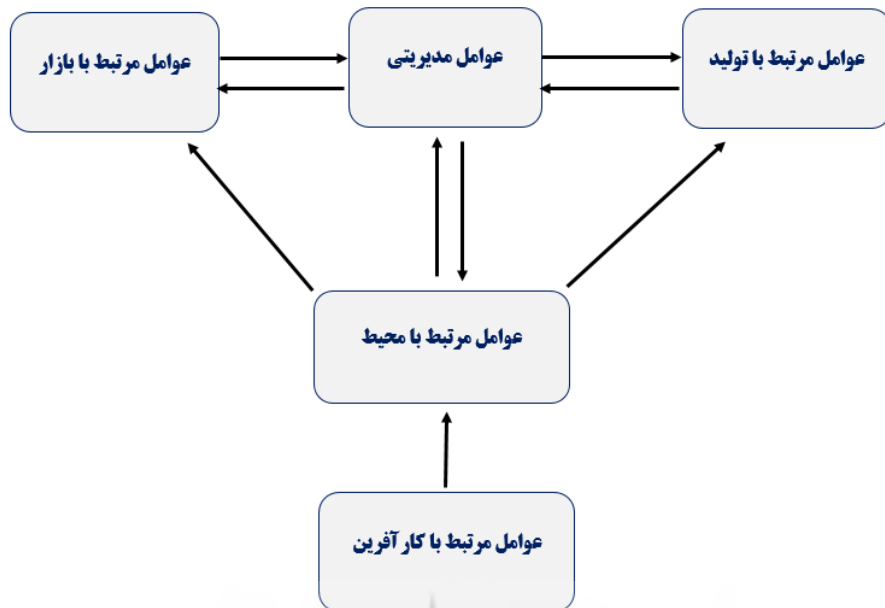 عوامل مرتبط با تولید
عوامل مدیریتی
عوامل مرتبط با بازار
عوامل مرتبط با محیط
عوامل مرتبط با کار آفرین